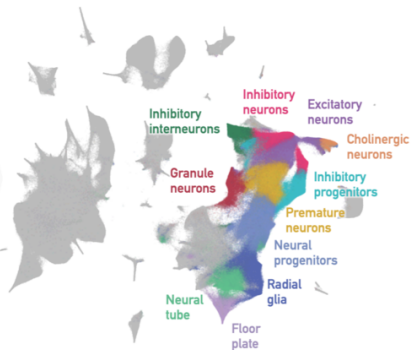 Inhibitory
neurons
Excitatory
neurons
Inhibitory
interneurons
Cholinergic
neurons
Granule
neurons
Inhibitory
progenitors
Premature
neurons
Neural
progenitors
Radial
glia
Neural
tube
Floor
plate